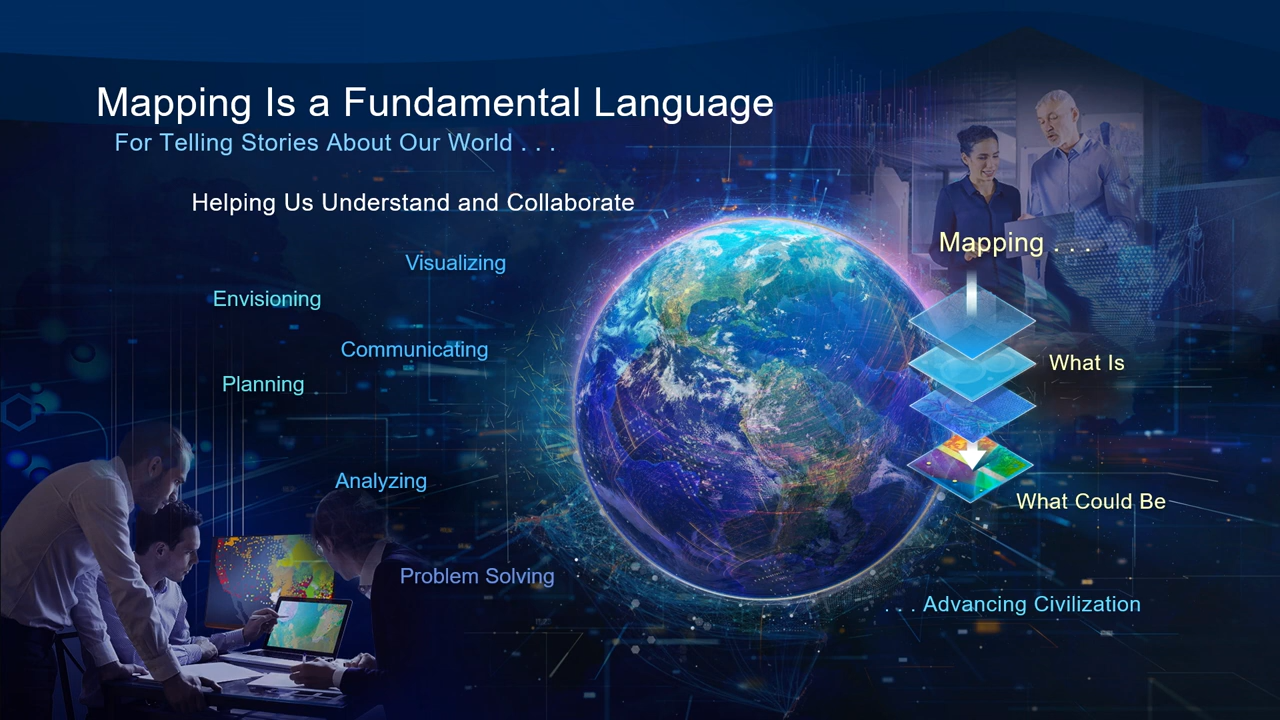 Mapping Is a Fundamental Language
For Telling Stories About Our World . . .
Helping Us Understand and Collaborate
Visualizing
Envisioning
Communicating
Planning
Analyzing
Problem Solving
Mapping . . .
What Is
What Could Be
. . . Advancing Civilization